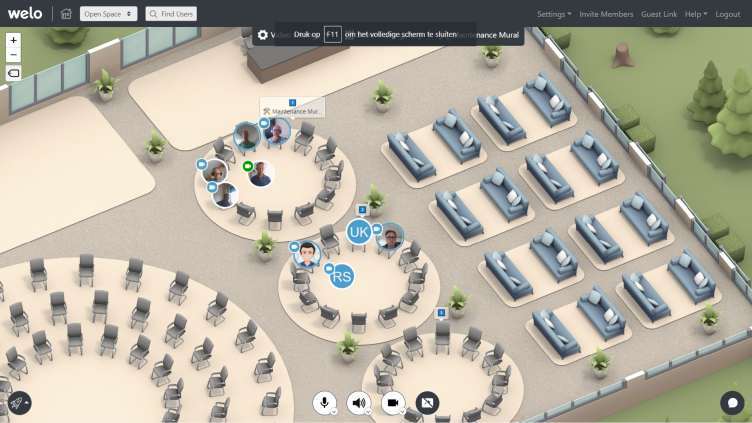 welo
Open Space
Find Users
Settings
Invite Members
Guest Link
Help
Logout
Druk op F11 om het volledige scherm te sluiten
Maintenance Mural
Maintenance Mur...
UK
RS